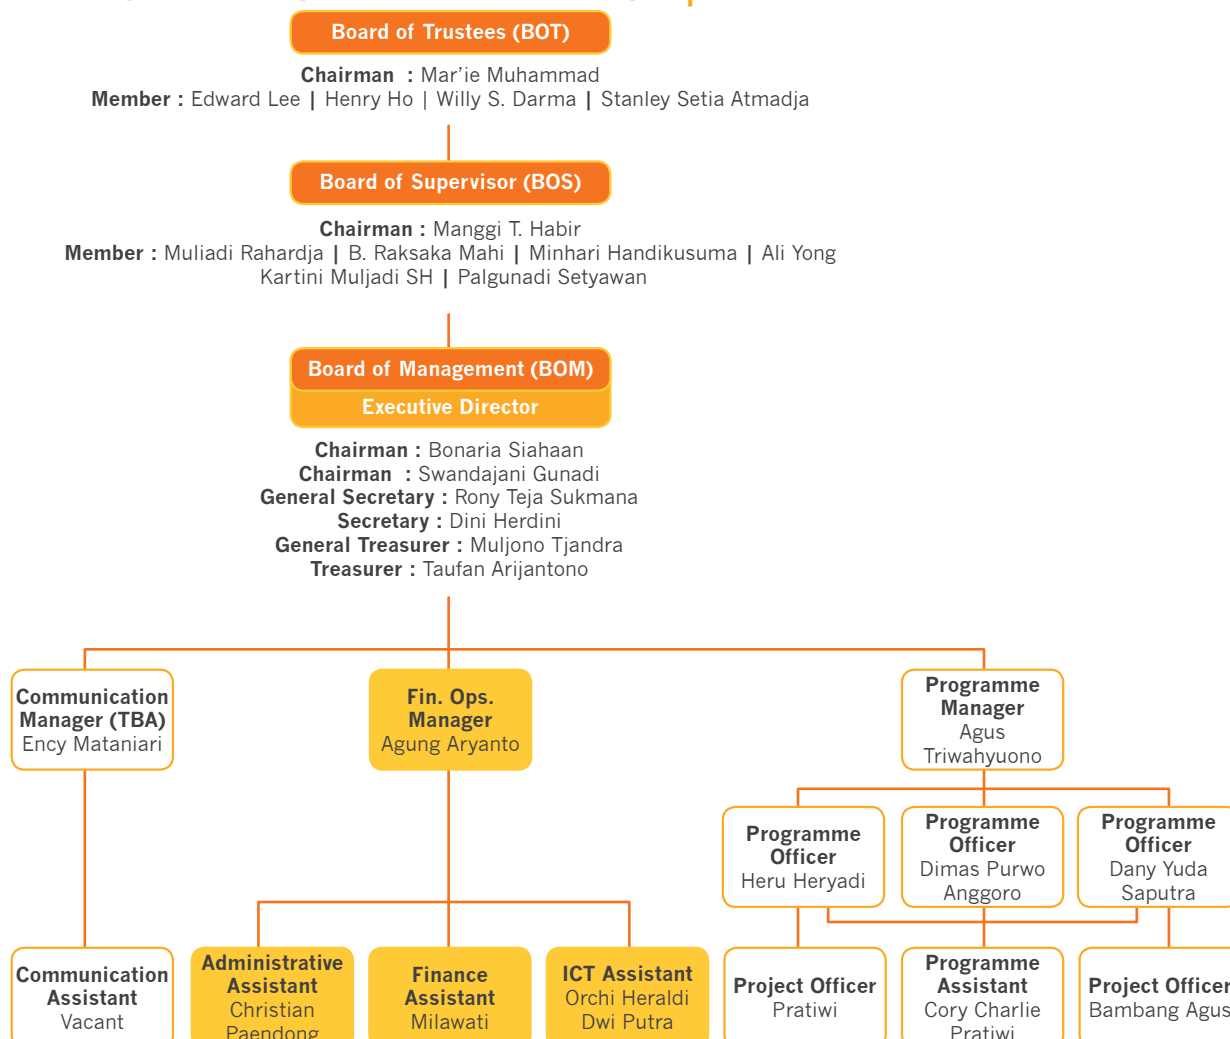 Board of Trustees (BOT)
Chairman : Mar'ie Muhammad
Member : Edward Lee | Henry Ho | Willy S. Darma | Stanley Setia Atmadja
Board of Supervisor (BOS)
Chairman : Manggi T. Habir
Member : Muliadi Rahardja | B. Raksaka Mahi | Minhari Handikusuma | Ali Yong
Kartini Muljadi SH | Palgunadi Setyawan
Board of Management (BOM)
Executive Director
Chairman : Bonaria Siahaan
Chairman : Swandajani Gunadi
General Secretary : Rony Teja Sukmana
Secretary : Dini Herdini
General Treasurer : Muljono Tjandra
Treasurer : Taufan Arijantono
Communication
Manager (TBA)
Ency Mataniari
Fin. Ops.
Manager
Agung Aryanto
Programme
Manager
Agus
Triwahyuono
Programme
Officer
Heru Heryadi
Programme
Officer
Dimas Purwo
Anggoro
Programme
Officer
Dany Yuda
Saputra
Communication
Assistant
Vacant
Administrative
Assistant
Christian
Paendong
Finance
Assistant
Milawati
ICT Assistant
Orchi Heraldi
Dwi Putra
Project Officer
Pratiwi
Programme
Assistant
Cory Charlie
Pratiwi
Project Officer
Bambang Agus